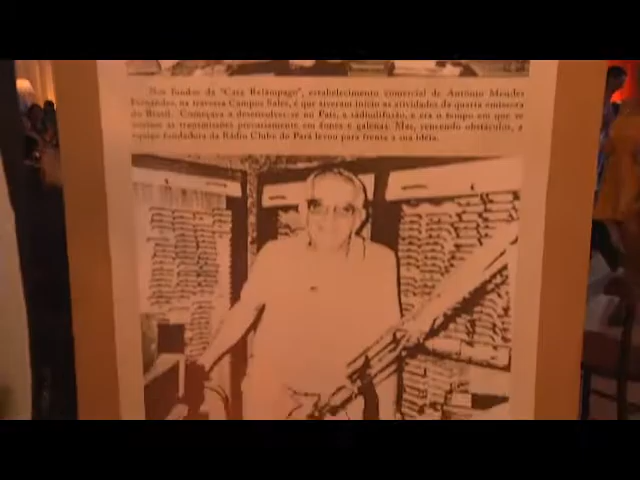 Nos fundos da "Casa Relâmpago", estabelecimento comercial de Antônio Mendes
Fernandes, na travessa Campos Sales, é que tiveram início as atividades da quarta emissora
do Brasil. Começava a desenvolver-se no País, a radiodifusão, e era o tempo em que se
ouviam as transmissões precariamente em fones e galenas. Mas, vencendo obstáculos, a
equipe fundadora da Rádio Clube do Pará levou para frente a sua idéia.